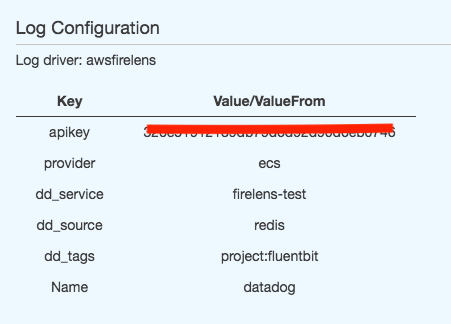 Log Configuration
Log driver: awsfirelens
Key Value/ValueFrom
apikey
provider ecs
dd_service firelens-test
dd_source redis
dd_tags project:fluentbit
Name datadog